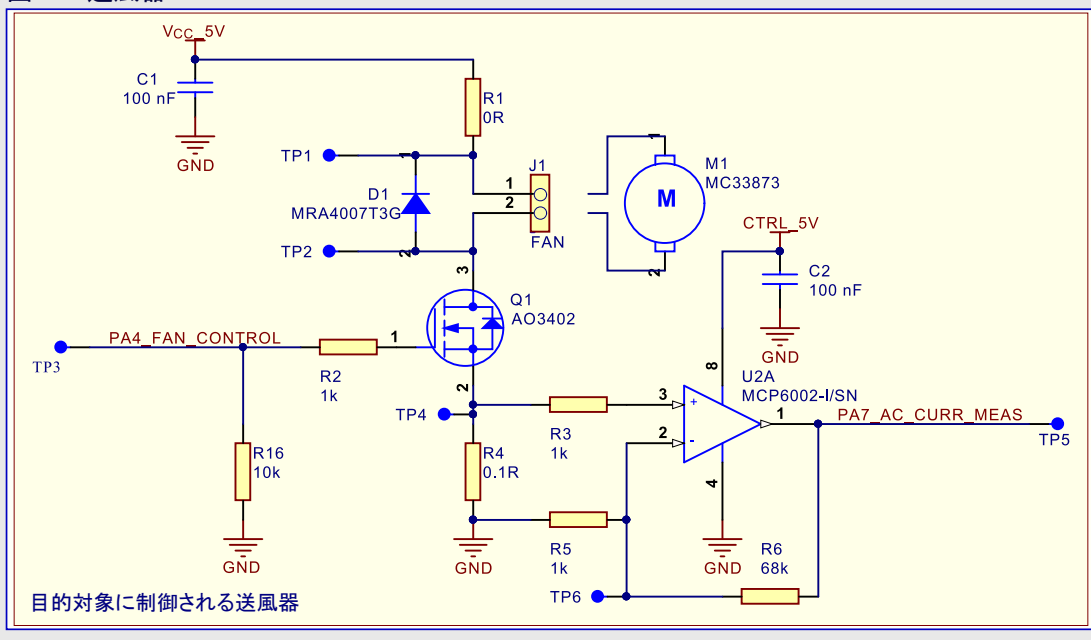 VCC_5V
C1
100 nF
GND
R1
0R
TP1
1
D1
MRA4007T3G
TP2
2
J1
1
2
FAN
1
M
M1
MC33873
2
CTRL_5V
C2
100 nF
GND
3
Q1
AO3402
PA4_FAN_CONTROL
1
TP3
R2
1k
2
TP4
R16
10k
GND
R3
1k
R4
0.1R
GND
R5
1k
TP6
8
U2A
MCP6002-I/SN
3
+
2
-
1
4
GND
PA7_AC_CURR_MEAS
TP5
R6
68k
目的対象に制御される送風器